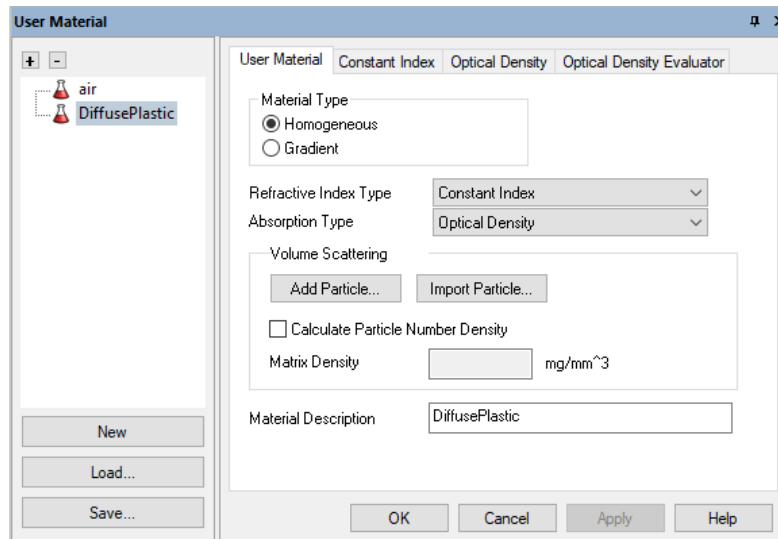 User Material
+ -
air
DiffusePlastic
New
Load...
Save...
User Material Constant Index Optical Density Optical Density Evaluator
Material Type
Homogeneous
Gradient
Refractive Index Type Constant Index
Absorption Type Optical Density
Volume Scattering
Add Particle... Import Particle...
Calculate Particle Number Density
Matrix Density mg/mm^3
Material Description DiffusePlastic
OK Cancel Apply Help